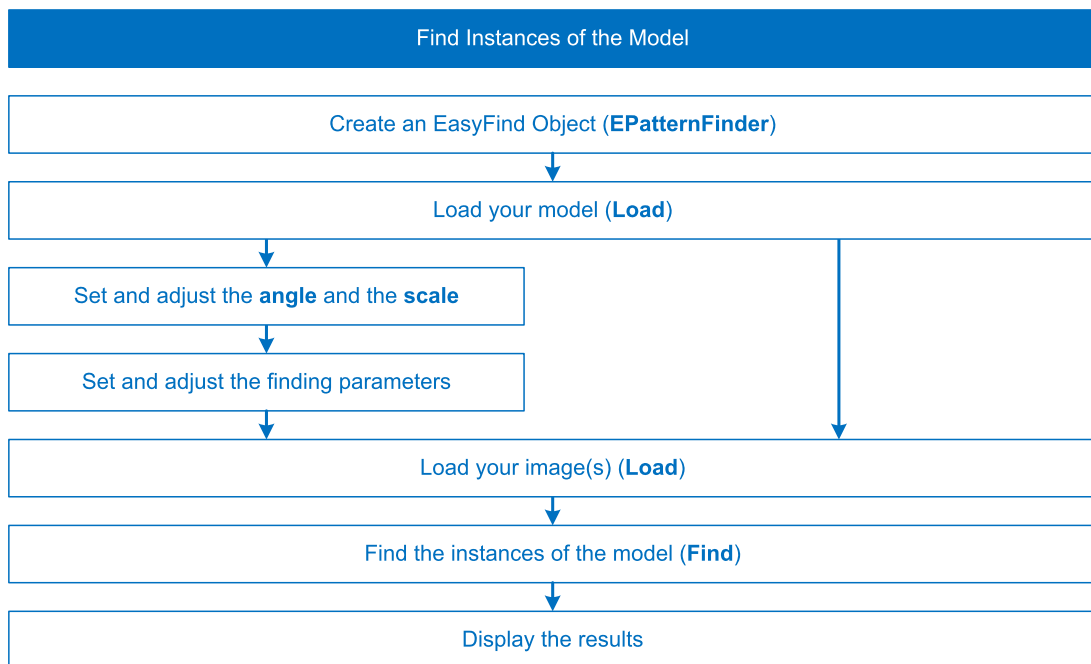 Find Instances of the Model
Create an EasyFind Object (EPatternFinder)
Load your model (Load)
Set and adjust the angle and the scale
Set and adjust the finding parameters
Load your image(s) (Load)
Find the instances of the model (Find)
Display the results